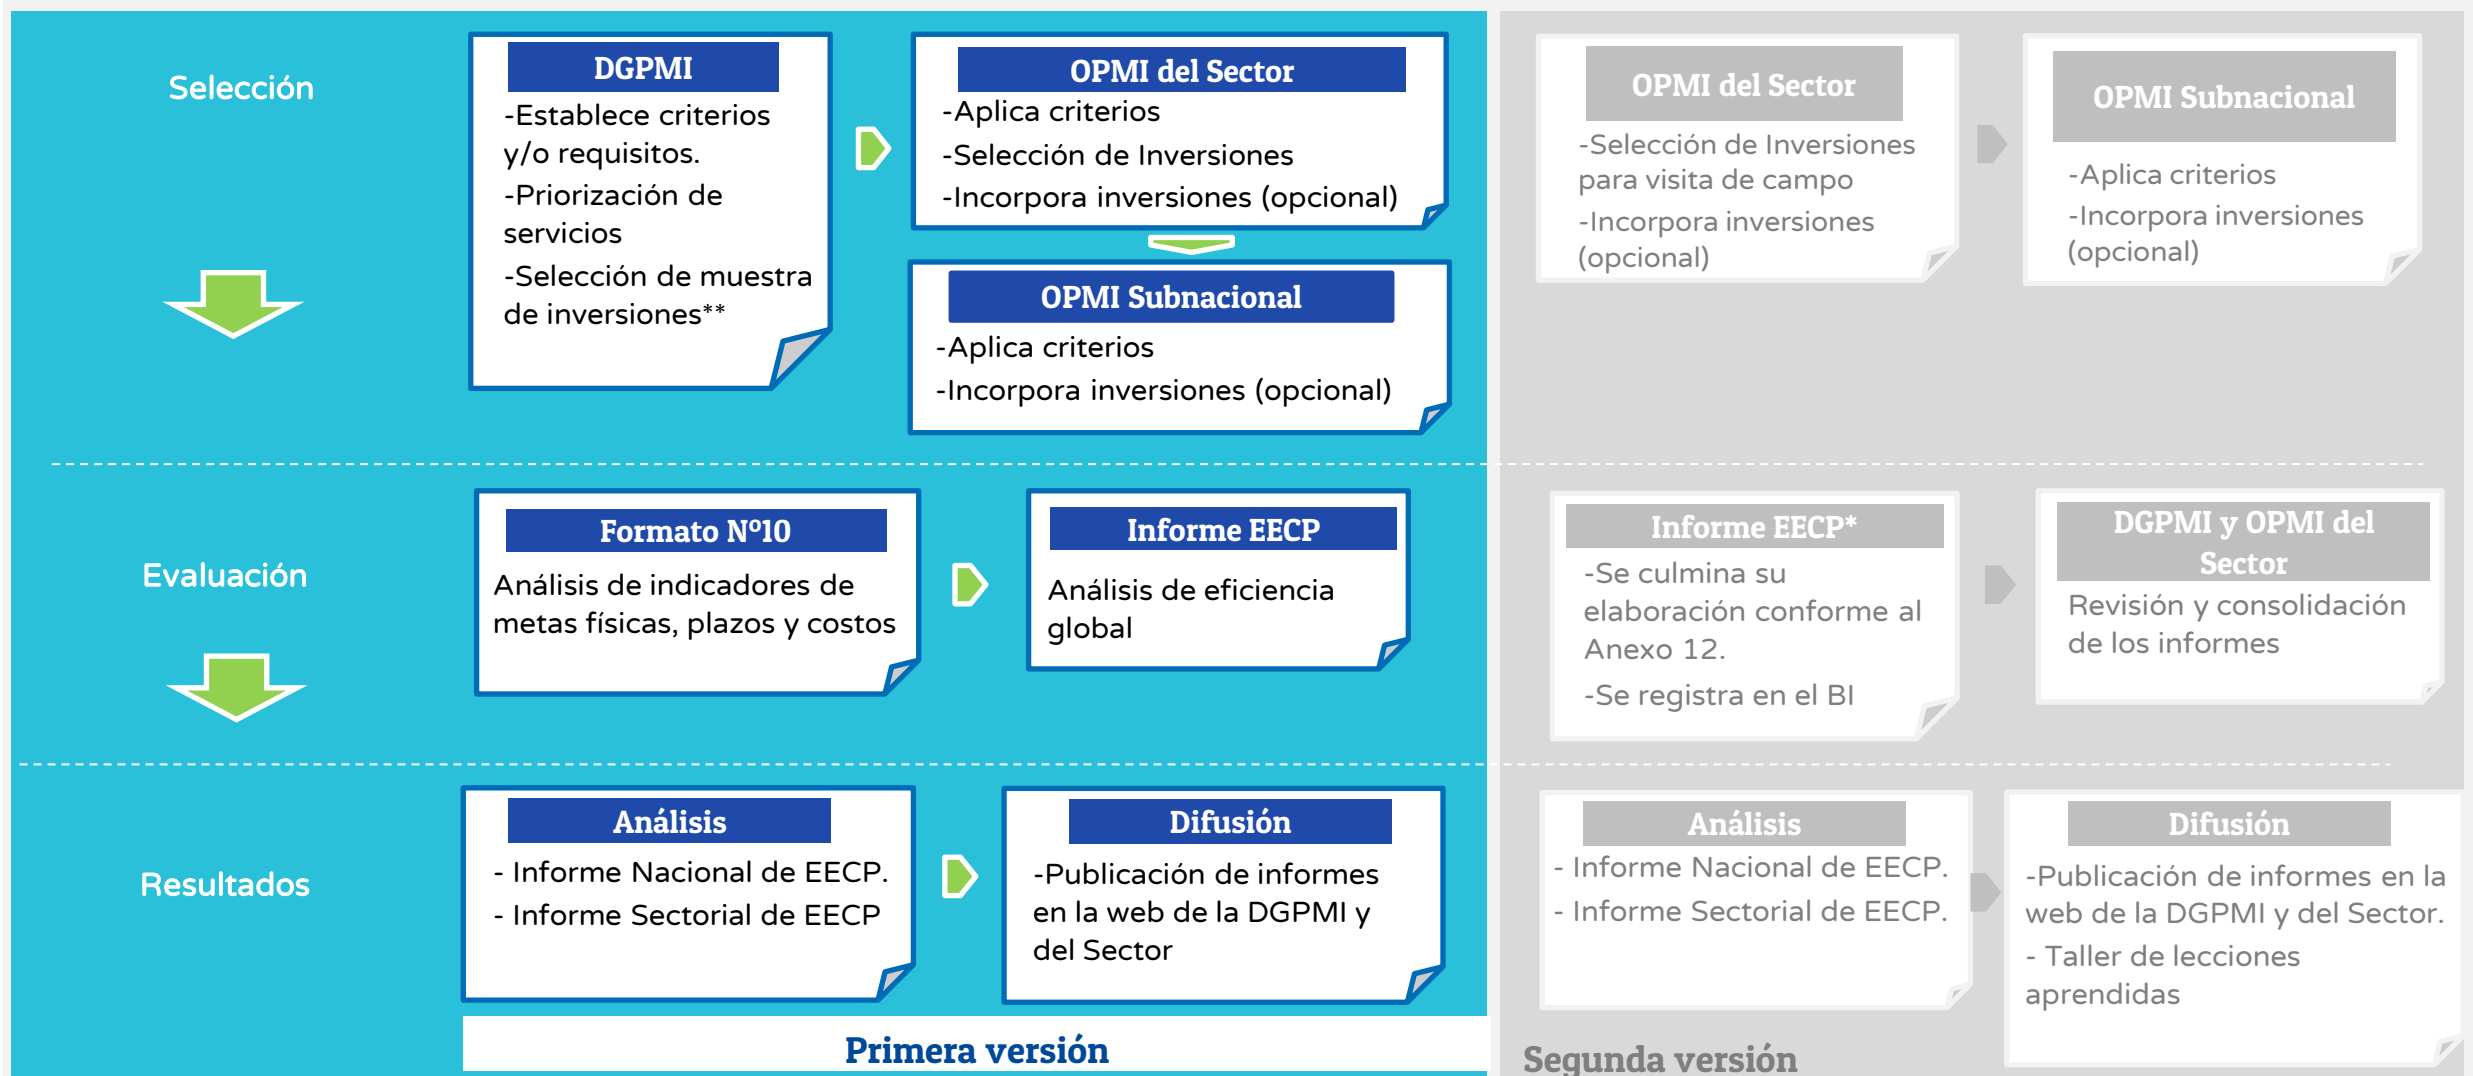 Selección
DGPMI
-Establece criterios
y/o requisitos.
-Priorización de
servicios
-Selección de muestra
de inversiones**
OPMI del Sector
-Aplica criterios
-Selección de Inversiones
-Incorpora inversiones (opcional)
OPMI Subnacional
-Aplica criterios
-Incorpora inversiones (opcional)
OPMI del Sector
-Selección de Inversiones
para visita de campo
-Incorpora inversiones
(opcional)
OPMI Subnacional
-Aplica criterios
-Incorpora inversiones
(opcional)
Evaluación
Formato Nº10
Análisis de indicadores de
metas físicas, plazos y costos
Informe EECP
Análisis de eficiencia
global
Informe EECP*
-Se culmina su
elaboración conforme al
Anexo 12.
-Se registra en el BI
DGPMI y OPMI del
Sector
Revisión y consolidación
de los informes
Resultados
Análisis
- Informe Nacional de EECP.
- Informe Sectorial de EECP
Difusión
-Publicación de informes
en la web de la DGPMI y
del Sector
Análisis
- Informe Nacional de EECP.
- Informe Sectorial de EECP.
Difusión
-Publicación de informes en la
web de la DGPMI y del Sector.
- Taller de lecciones
aprendidas
Primera versión
Segunda versión